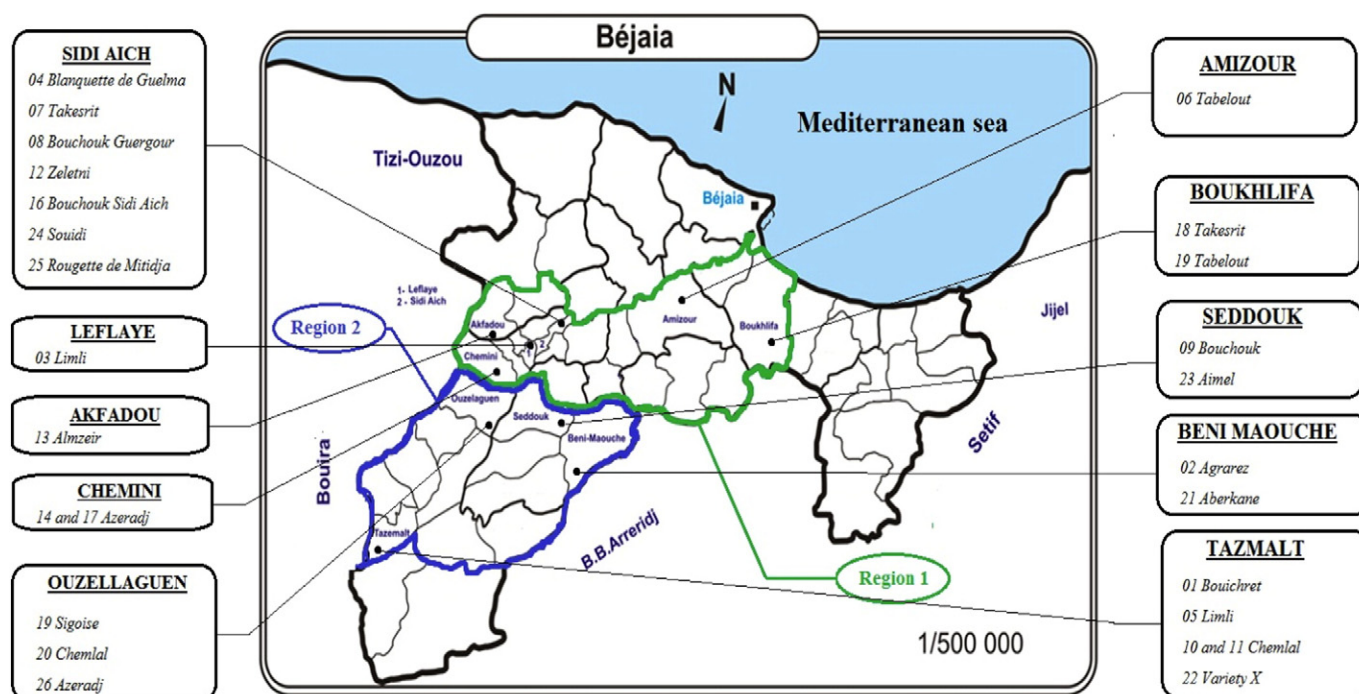 Béjaia
SIDI AICH
04 Blanquette de Guelma
07 Takesrit
08 Bouchouk Guergour
12 Zeletni
16 Bouchouk Sidi Aich
24 Souidi
25 Rougette de Mitidja
LEFLAYE
03 Limli
AKFADOU
13 Almzeir
CHEMINI
14 and 17 Azeradj
OUZELLAGUEN
19 Sigoise
20 Chemlal
26 Azeradj
N
Mediterranean sea
Tizi-Ouzou
Béjaia
1- Leflaye
2 - Sidi Aich
Region 2
Akfadou
2
1
Chemini
Amizour
Boukhlifa
Jijel
Ouzelaguen
Seddouk
Beni-Maouche
Setif
Bouira
Tazemalt
B.B.Arreridj
Region 1
1/500 000
AMIZOUR
06 Tabelout
BOUKHLIFA
18 Takesrit
19 Tabelout
SEDDOUK
09 Bouchouk
23 Aimel
BENI MAOUCHE
02 Agrarez
21 Aberkane
TAZMALT
01 Bouichret
05 Limli
10 and 11 Chemlal
22 Variety X